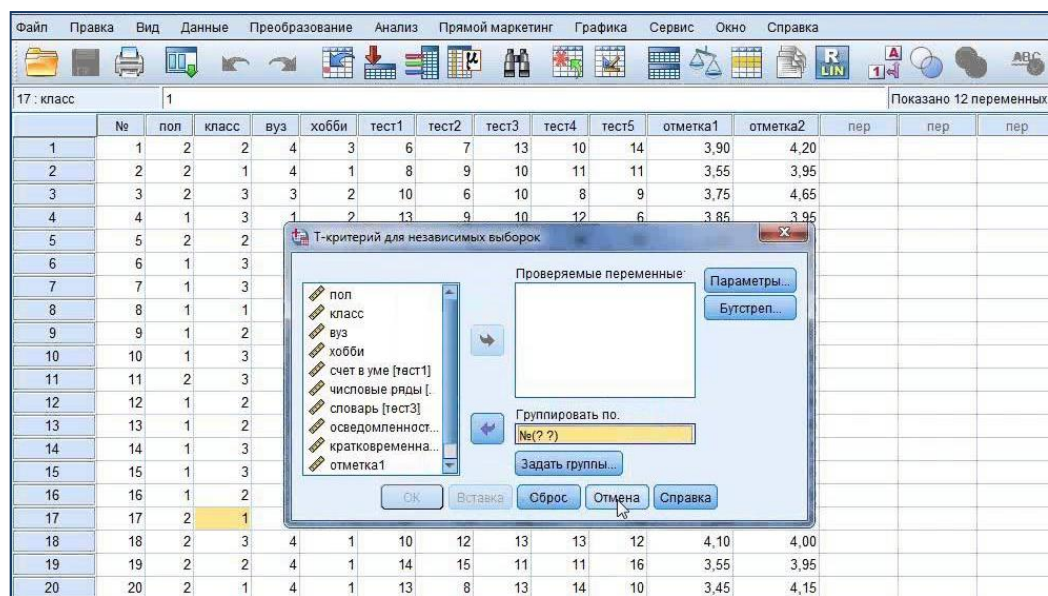 Файл Правка Вид Данные Преобразование Анализ Прямой маркетинг Графика Сервис Окно Справка
17 : класс 1 Показано 12 переменных
№ пол класс вуз хобби тест1 тест2 тест3 тест4 тест5 отметка1 отметка2 пер пер пер
1 1 2 2 4 3 6 7 13 10 14 3,90 4,20
2 2 2 1 4 1 8 9 10 11 11 3,55 3,95
3 3 2 3 3 2 10 6 10 8 9 3,75 4,65
4 4 1 3 1 2 13 9 10 12 6 3,85 3,95
5 5 2 2
6 6 1 3
7 7 1 3
8 8 1 1
9 9 1 2
10 10 1 3
11 11 2 3
12 12 1 2
13 13 1 2
14 14 1 3
15 15 1 3
16 16 1 2
17 17 2 1
18 18 2 3 4 1 10 12 13 13 12 4,10 4,00
19 19 2 2 4 1 14 15 11 11 16 3,55 3,95
20 20 2 1 4 1 13 8 13 14 10 3,45 4,15
Т-критерий для независимых выборок
пол
класс
вуз
хобби
счет в уме [тест1]
числовые ряды [.
словарь [тест3]
осведомленност...
кратковременна...
отметка1
Проверяемые переменные:
Группировать по.
№(? ?)
Задать группы...
Параметры...
Бутстреп...
ОК Вставка Сброс Отмена Справка
R LIN
A 1
ABC